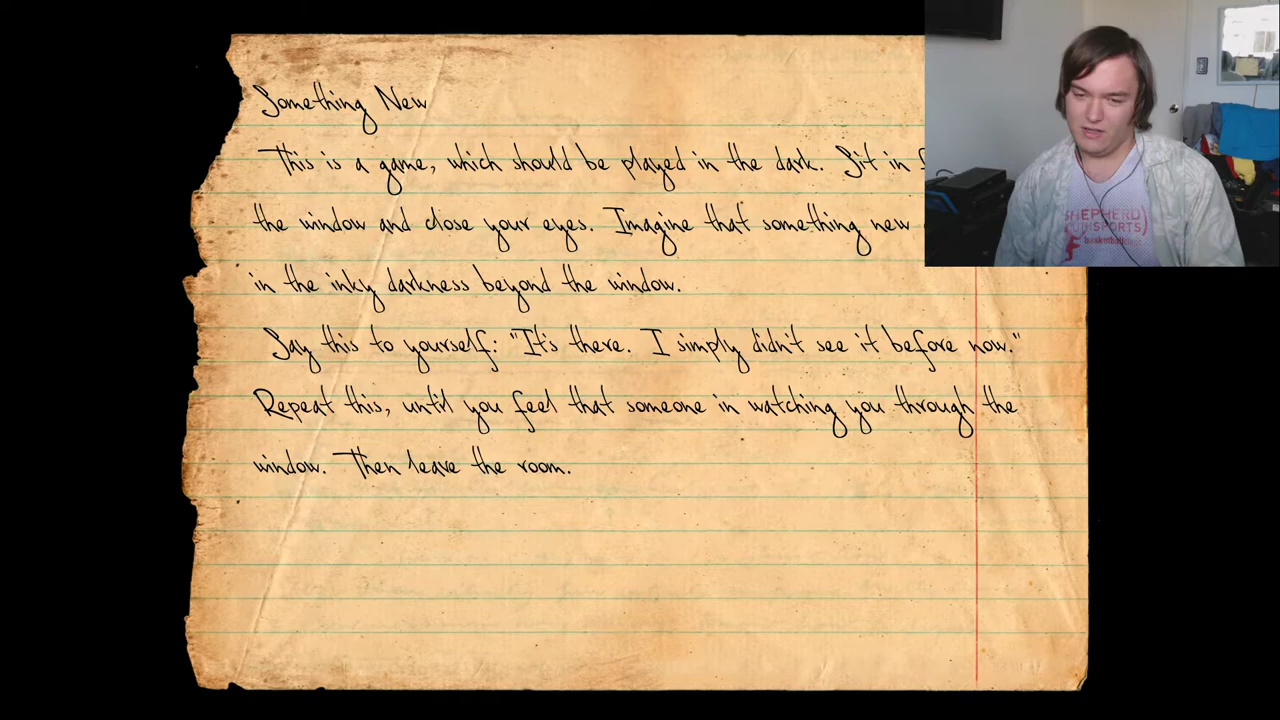 Something New
This is a game, which should be played in the dark. Sit in
the window and close your eyes. Imagine that something new
in the inky darkness beyond the window.
Say this to yourself: "It's there. I simply didn't see it before now."
Repeat this, until you feel that someone in watching you through the
window. Then leave the room.
SHEPHERD
SPORTS)
basketball